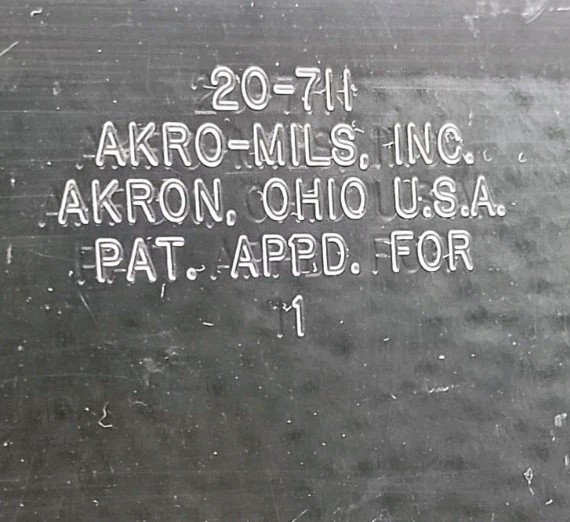 20-711
AKRO-MILS, INC.
AKRON, OHIO U.S.A.
PAT. APPD. FOR
1